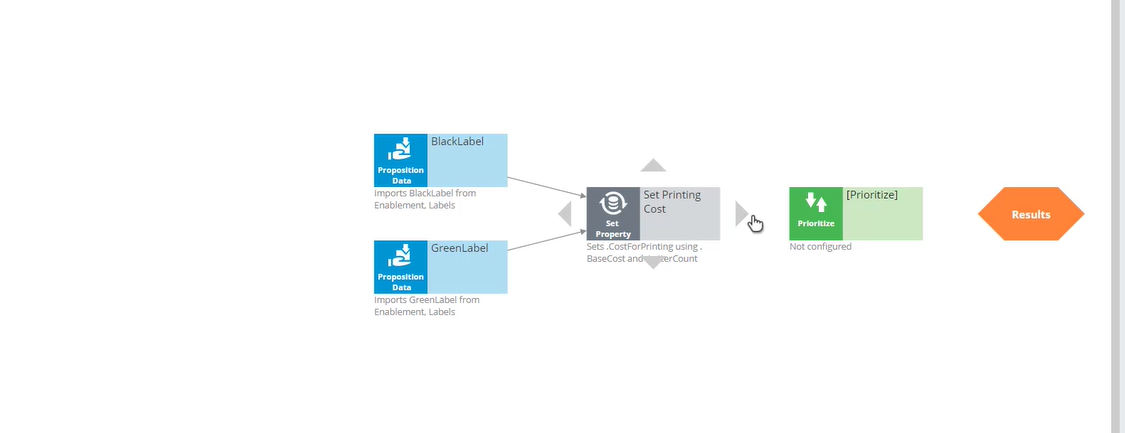 BlackLabel
Proposition
Data
Imports BlackLabel from
Enablement, Labels
GreenLabel
Proposition
Data
Imports GreenLabel from
Enablement, Labels
Set Printing
Cost
Set
Property
Sets .CostForPrinting using .
BaseCost and
[Prioritize]
Prioritize
Not configured
Results